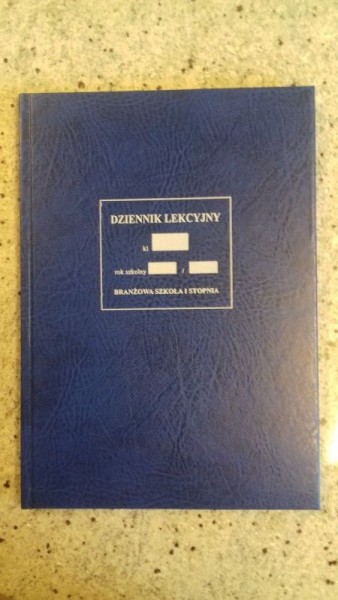 DZIENNIK LEKCYJNY
kl
rok szkolny /
BRANŻOWA SZKOŁA I STOPNIA